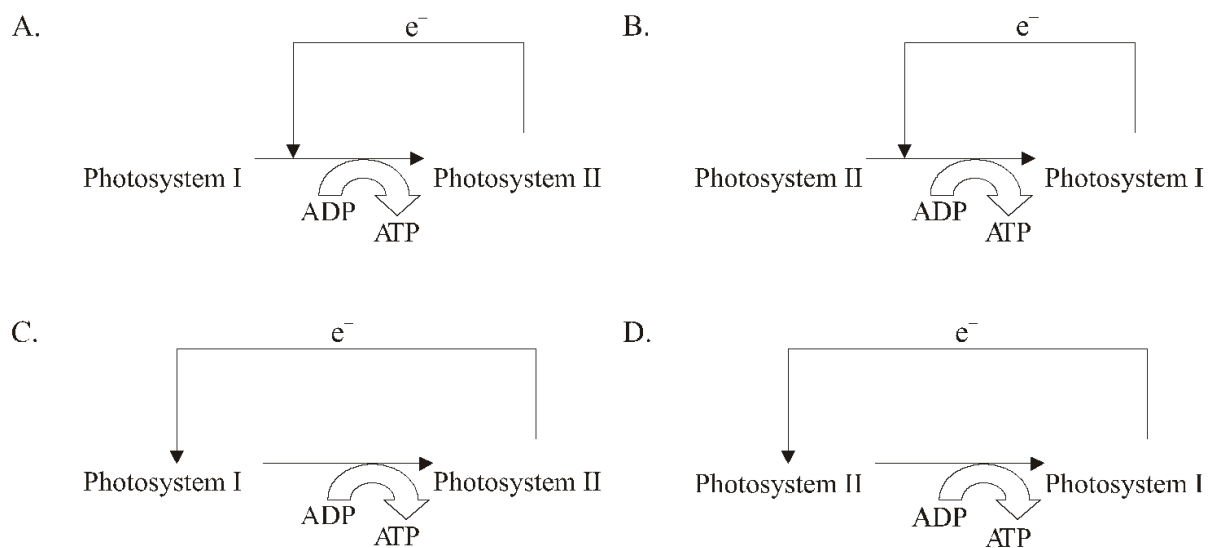 A.
e⁻
Photosystem I
Photosystem II
ADP
ATP
B.
e⁻
Photosystem II
Photosystem I
ADP
ATP
C.
e⁻
Photosystem I
Photosystem II
ADP
ATP
D.
e⁻
Photosystem II
Photosystem I
ADP
ATP